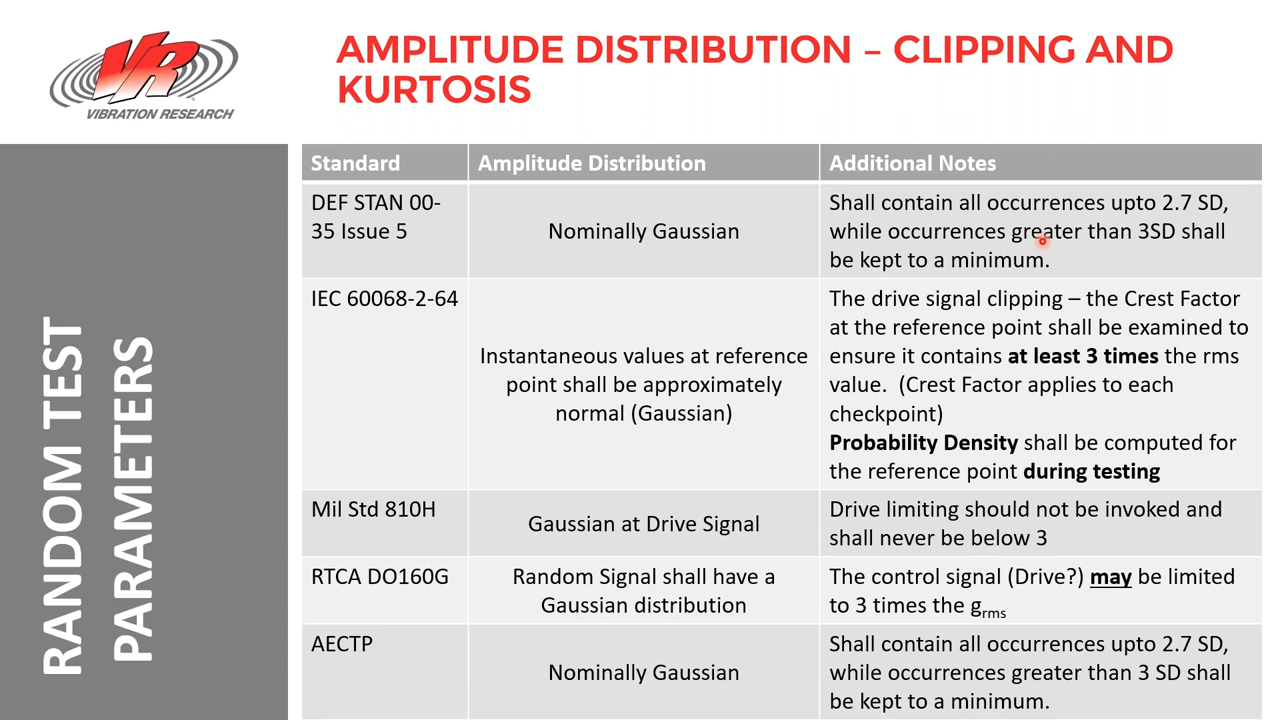 VR
VIBRATION RESEARCH
AMPLITUDE DISTRIBUTION – CLIPPING AND
KURTOSIS
RANDOM TEST
PARAMETERS
Standard
Amplitude Distribution
Additional Notes
DEF STAN 00-
35 Issue 5
Nominally Gaussian
Shall contain all occurrences upto 2.7 SD,
while occurrences greater than 3SD shall
be kept to a minimum.
IEC 60068-2-64
Instantaneous values at reference
point shall be approximately
normal (Gaussian)
The drive signal clipping – the Crest Factor
at the reference point shall be examined to
ensure it contains at least 3 times the rms
value.  (Crest Factor applies to each
checkpoint)
Probability Density shall be computed for
the reference point during testing
Mil Std 810H
Gaussian at Drive Signal
Drive limiting should not be invoked and
shall never be below 3
RTCA DO160G
Random Signal shall have a
Gaussian distribution
The control signal (Drive?) may be limited
to 3 times the grms
AECTP
Nominally Gaussian
Shall contain all occurrences upto 2.7 SD,
while occurrences greater than 3 SD shall
be kept to a minimum.